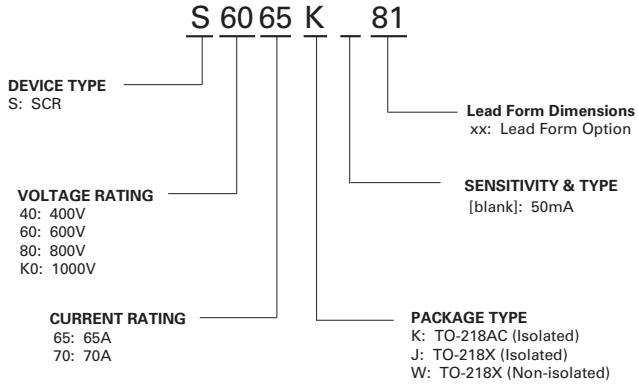 S 60 65 K 81
DEVICE TYPE
S: SCR
Lead Form Dimensions
xx: Lead Form Option
VOLTAGE RATING
40: 400V
60: 600V
80: 800V
K0: 1000V
SENSITIVITY & TYPE
[blank]: 50mA
CURRENT RATING
65: 65A
70: 70A
PACKAGE TYPE
K: TO-218AC (Isolated)
J: TO-218X (Isolated)
W: TO-218X (Non-isolated)